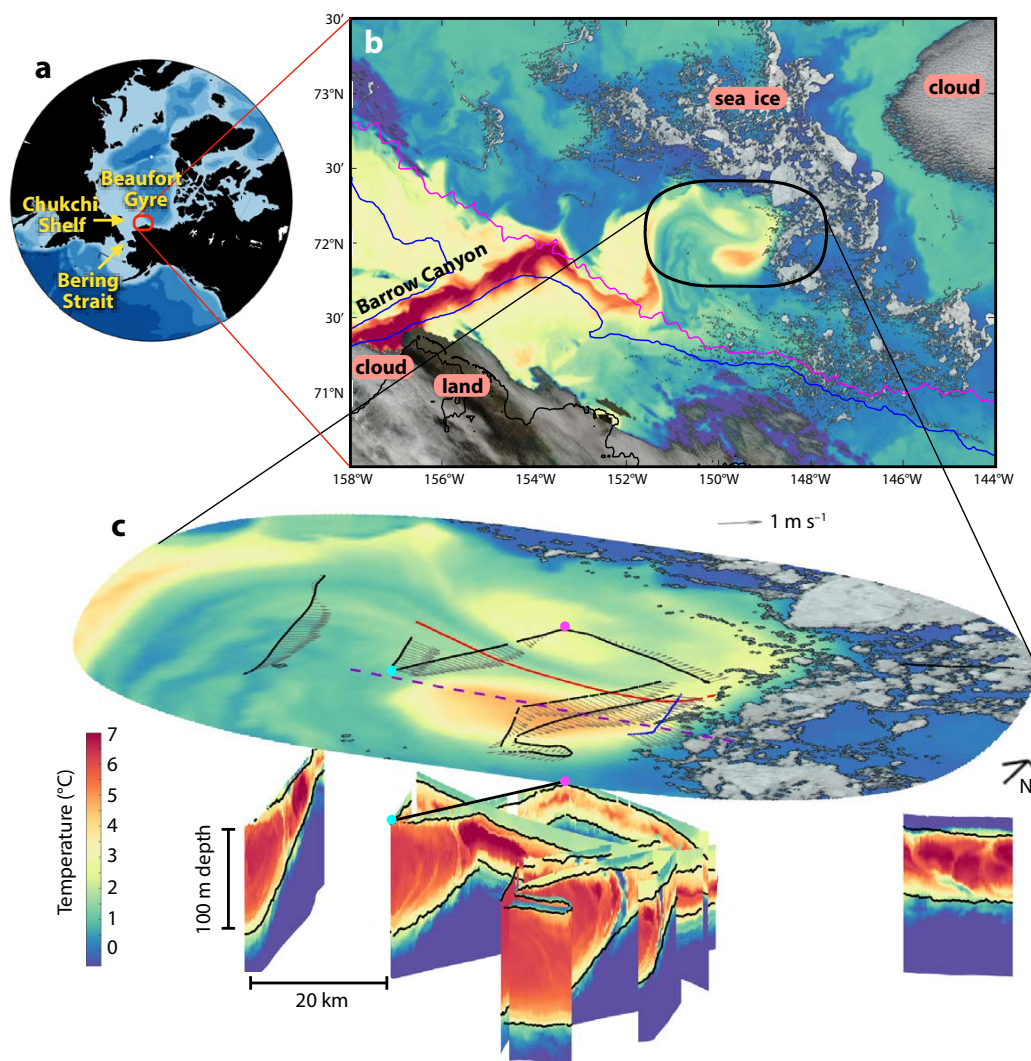 a
Beaufort
Gyre
Chukchi
Shelf
Bering
Strait
b
30′
73°N
30′
72°N
30′
71°N
158°W
156°W
154°W
152°W
150°W
148°W
146°W
144°W
sea ice
cloud
Barrow Canyon
cloud
land
c
1 m s⁻¹
N
Temperature (°C)
7
6
5
4
3
2
1
0
100 m depth
20 km